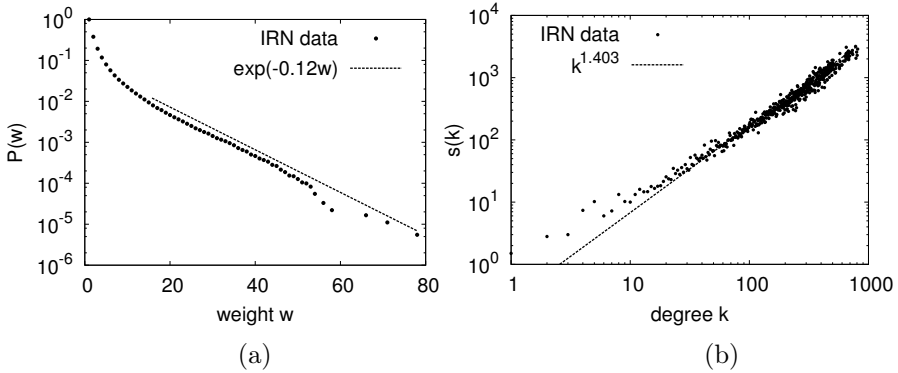 10^0
10^-1
10^-2
10^-3
10^-4
10^-5
10^-6
P(w)
IRN data
exp(-0.12w)
0 20 40 60 80
weight w
(a)
10^4
10^3
10^2
10^1
10^0
s(k)
IRN data
k^1.403
1 10 100 1000
degree k
(b)